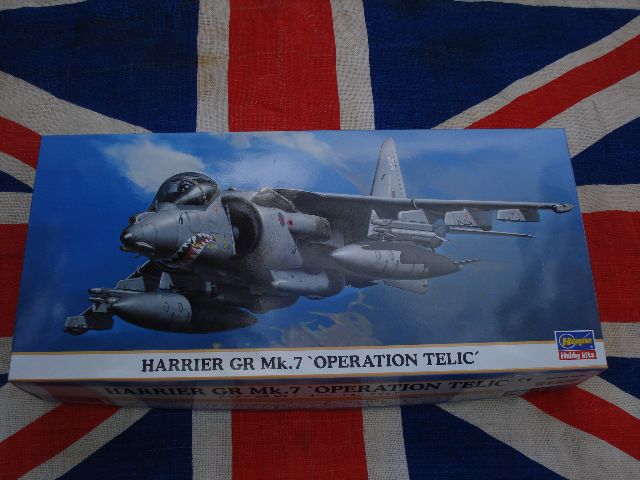 HARRIER GR Mk.7 `OPERATION TELIC´
Hasegawa
Hobby kits
HARRIER GR Mk.7 `OPERATION TELIC´